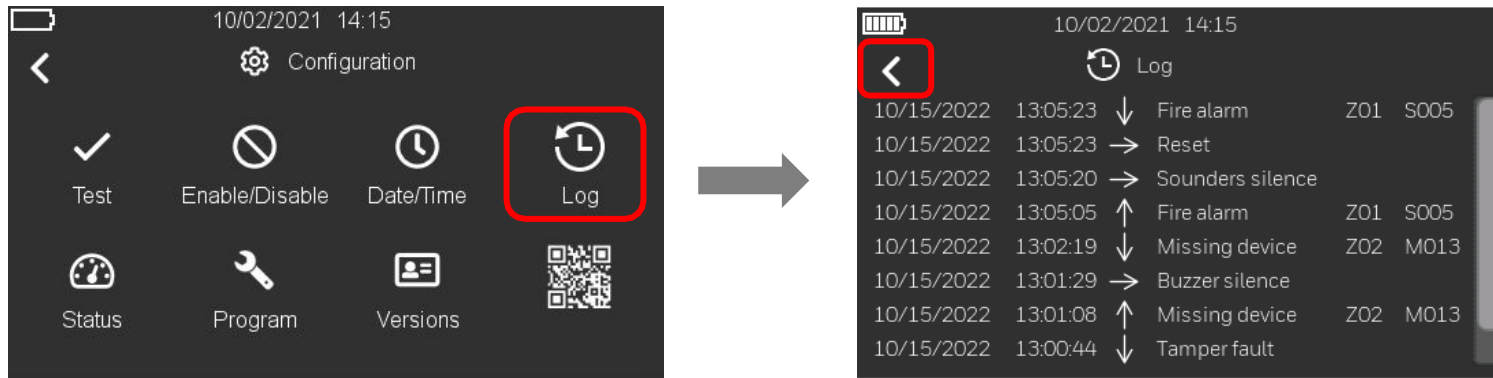 10/02/2021 14:15
Configuration
Test Enable/Disable Date/Time Log
Status Program Versions
10/02/2021 14:15
Log
10/15/2022 13:05:23 ↓ Fire alarm Z01 S005
10/15/2022 13:05:23 → Reset
10/15/2022 13:05:20 → Sounders silence
10/15/2022 13:05:05 ↑ Fire alarm Z01 S005
10/15/2022 13:02:19 ↓ Missing device Z02 M013
10/15/2022 13:01:29 → Buzzer silence
10/15/2022 13:01:08 ↑ Missing device Z02 M013
10/15/2022 13:00:44 ↓ Tamper fault